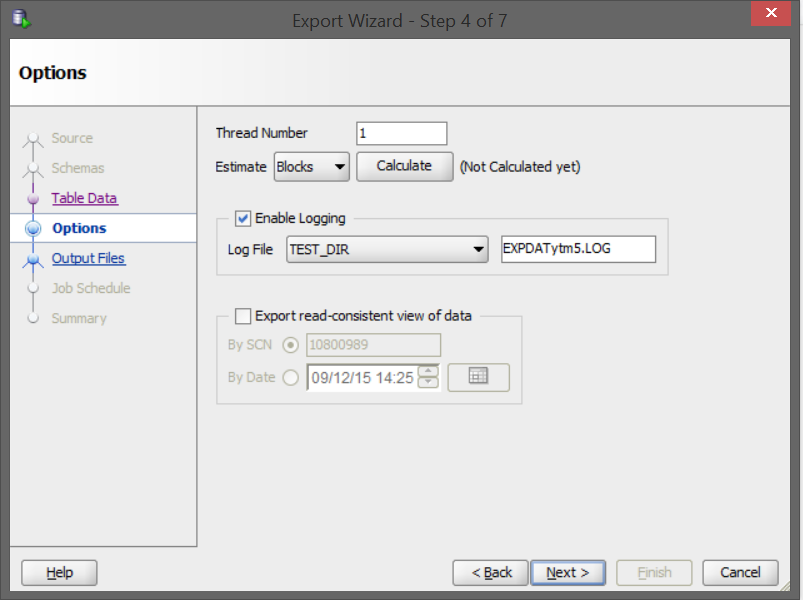 Export Wizard - Step 4 of 7
Options
Source
Schemas
Table Data
Options
Output Files
Job Schedule
Summary
Thread Number 1
Estimate Blocks Calculate (Not Calculated yet)
Enable Logging
Log File TEST_DIR EXPDATytm5.LOG
Export read-consistent view of data
By SCN 10800989
By Date 09/12/15 14:25
Help < Back Next > Finish Cancel